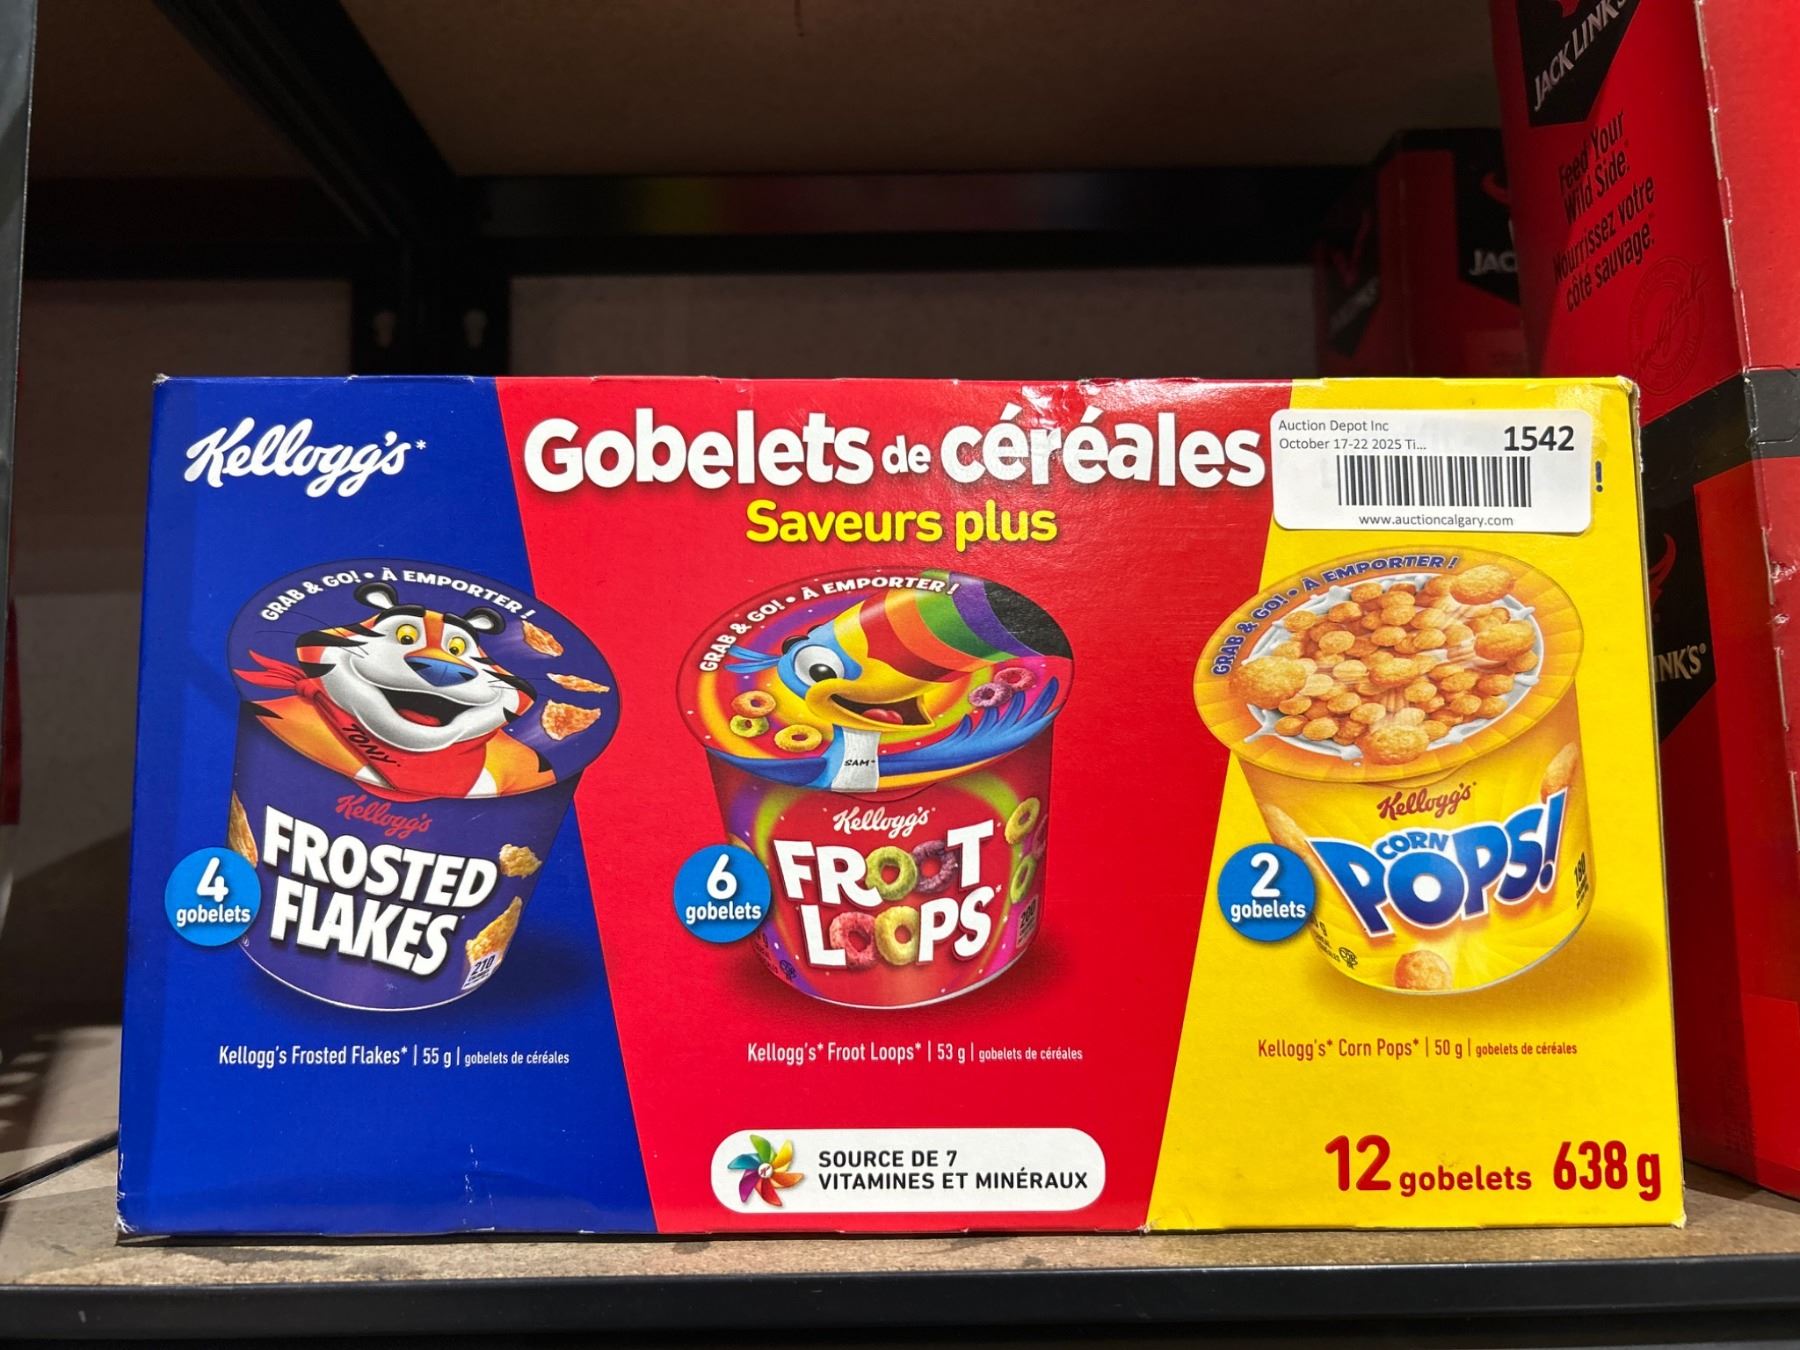 JACK LINK'S
Feed Your
Wild Side.
Nourrissez votre
côté sauvage.
JAC
INK'S®
Kellogg's*
Gobelets de céréales
Saveurs plus
Auction Depot Inc
October 17-22 2025 Ti...
1542
www.auctioncalgary.com
!
GRAB & GO! • À EMPORTER!
TONY
Kellogg's
FROSTED
FLAKES
210
4
gobelets
Kellogg's Frosted Flakes* | 55 g | gobelets de céréales
GRAB & GO! • À EMPORTER!
SAM
Kellogg's
FROOT
LOOPS
200
6
gobelets
Kellogg's* Froot Loops* | 53 g | gobelets de céréales
GRAB & GO! • À EMPORTER!
Kellogg's
CORN
POPS!
2
gobelets
Kellogg's* Corn Pops* | 50 g | gobelets de céréales
SOURCE DE 7
VITAMINES ET MINÉRAUX
12 gobelets 638 g